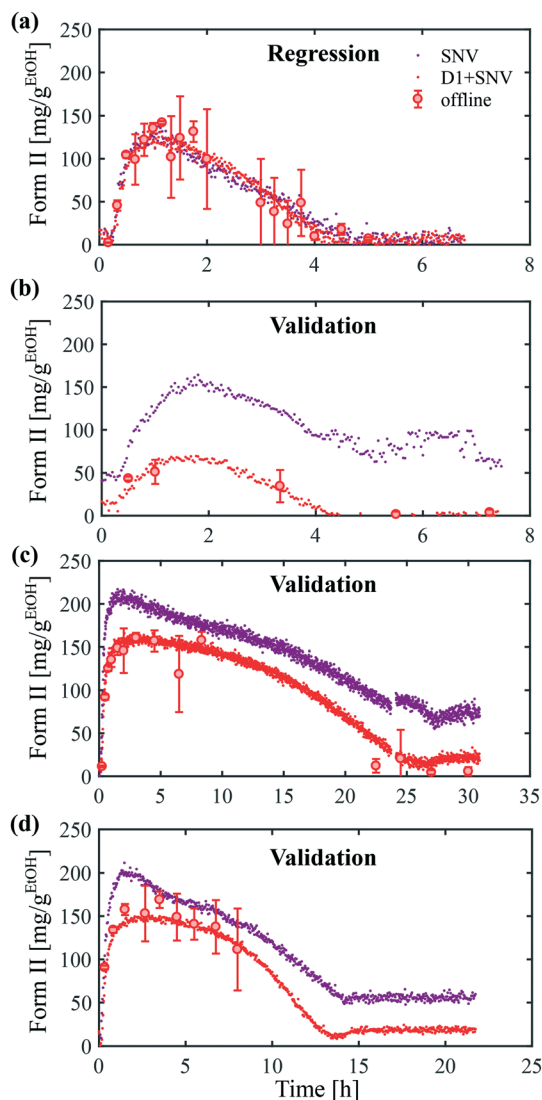 (a)
250
200
150
100
50
0
Form II [mg/g^EtOH]
Regression
SNV
D1+SNV
offline
0 2 4 6 8
(b)
250
200
150
100
50
0
Form II [mg/g^EtOH]
Validation
0 2 4 6 8
(c)
250
200
150
100
50
0
Form II [mg/g^EtOH]
Validation
0 5 10 15 20 25 30 35
(d)
250
200
150
100
50
0
Form II [mg/g^EtOH]
Validation
0 5 10 15 20 25
Time [h]